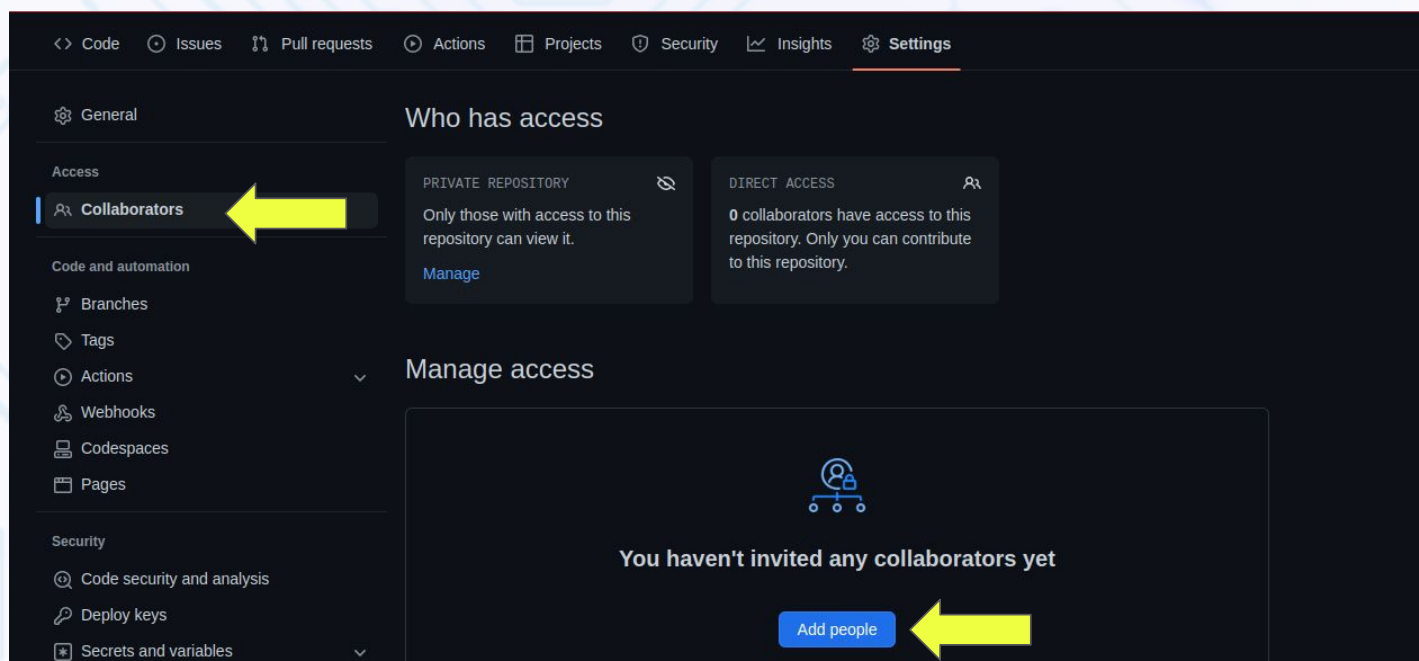 Code Issues Pull requests Actions Projects Security Insights Settings
General
Access
Collaborators
Code and automation
Branches
Tags
Actions
Webhooks
Codespaces
Pages
Security
Code security and analysis
Deploy keys
Secrets and variables
Who has access
PRIVATE REPOSITORY
Only those with access to this
repository can view it.
Manage
DIRECT ACCESS
0 collaborators have access to this
repository. Only you can contribute
to this repository.
Manage access
You haven't invited any collaborators yet
Add people